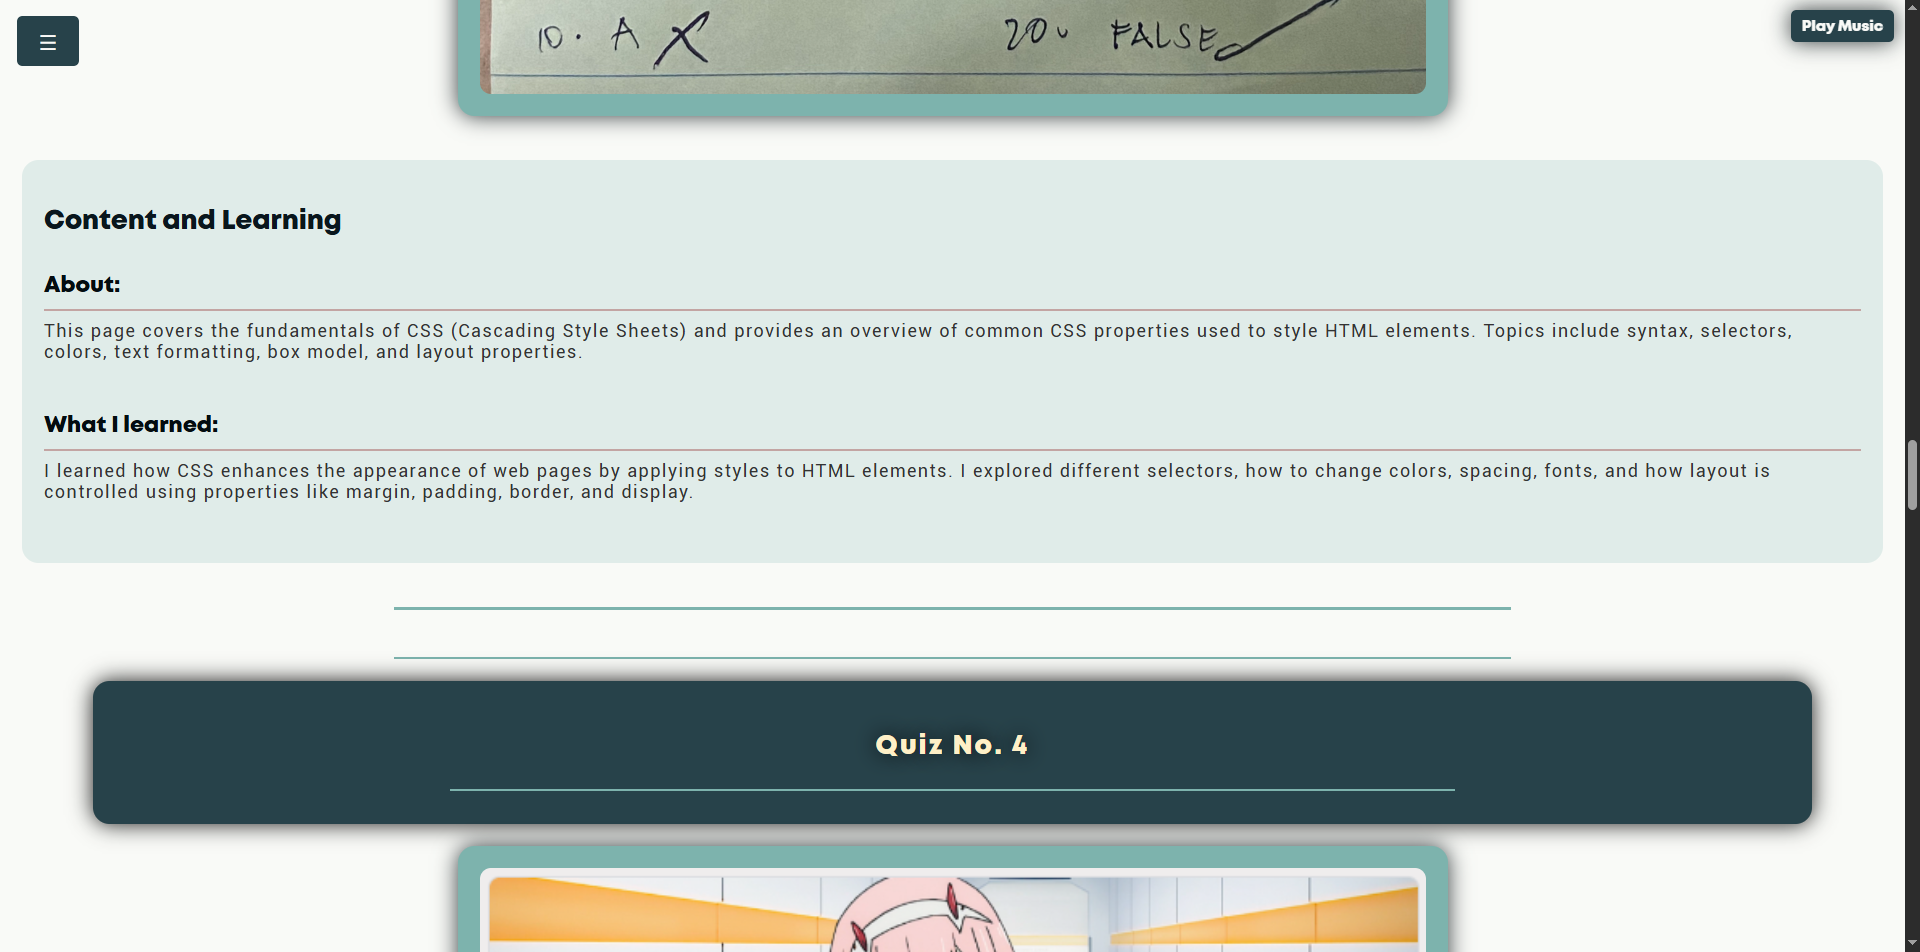 ☰
Play Music
10. A
20. FALSE
Content and Learning
About:
This page covers the fundamentals of CSS (Cascading Style Sheets) and provides an overview of common CSS properties used to style HTML elements. Topics include syntax, selectors,
colors, text formatting, box model, and layout properties.
What I learned:
I learned how CSS enhances the appearance of web pages by applying styles to HTML elements. I explored different selectors, how to change colors, spacing, fonts, and how layout is
controlled using properties like margin, padding, border, and display.
Quiz No. 4